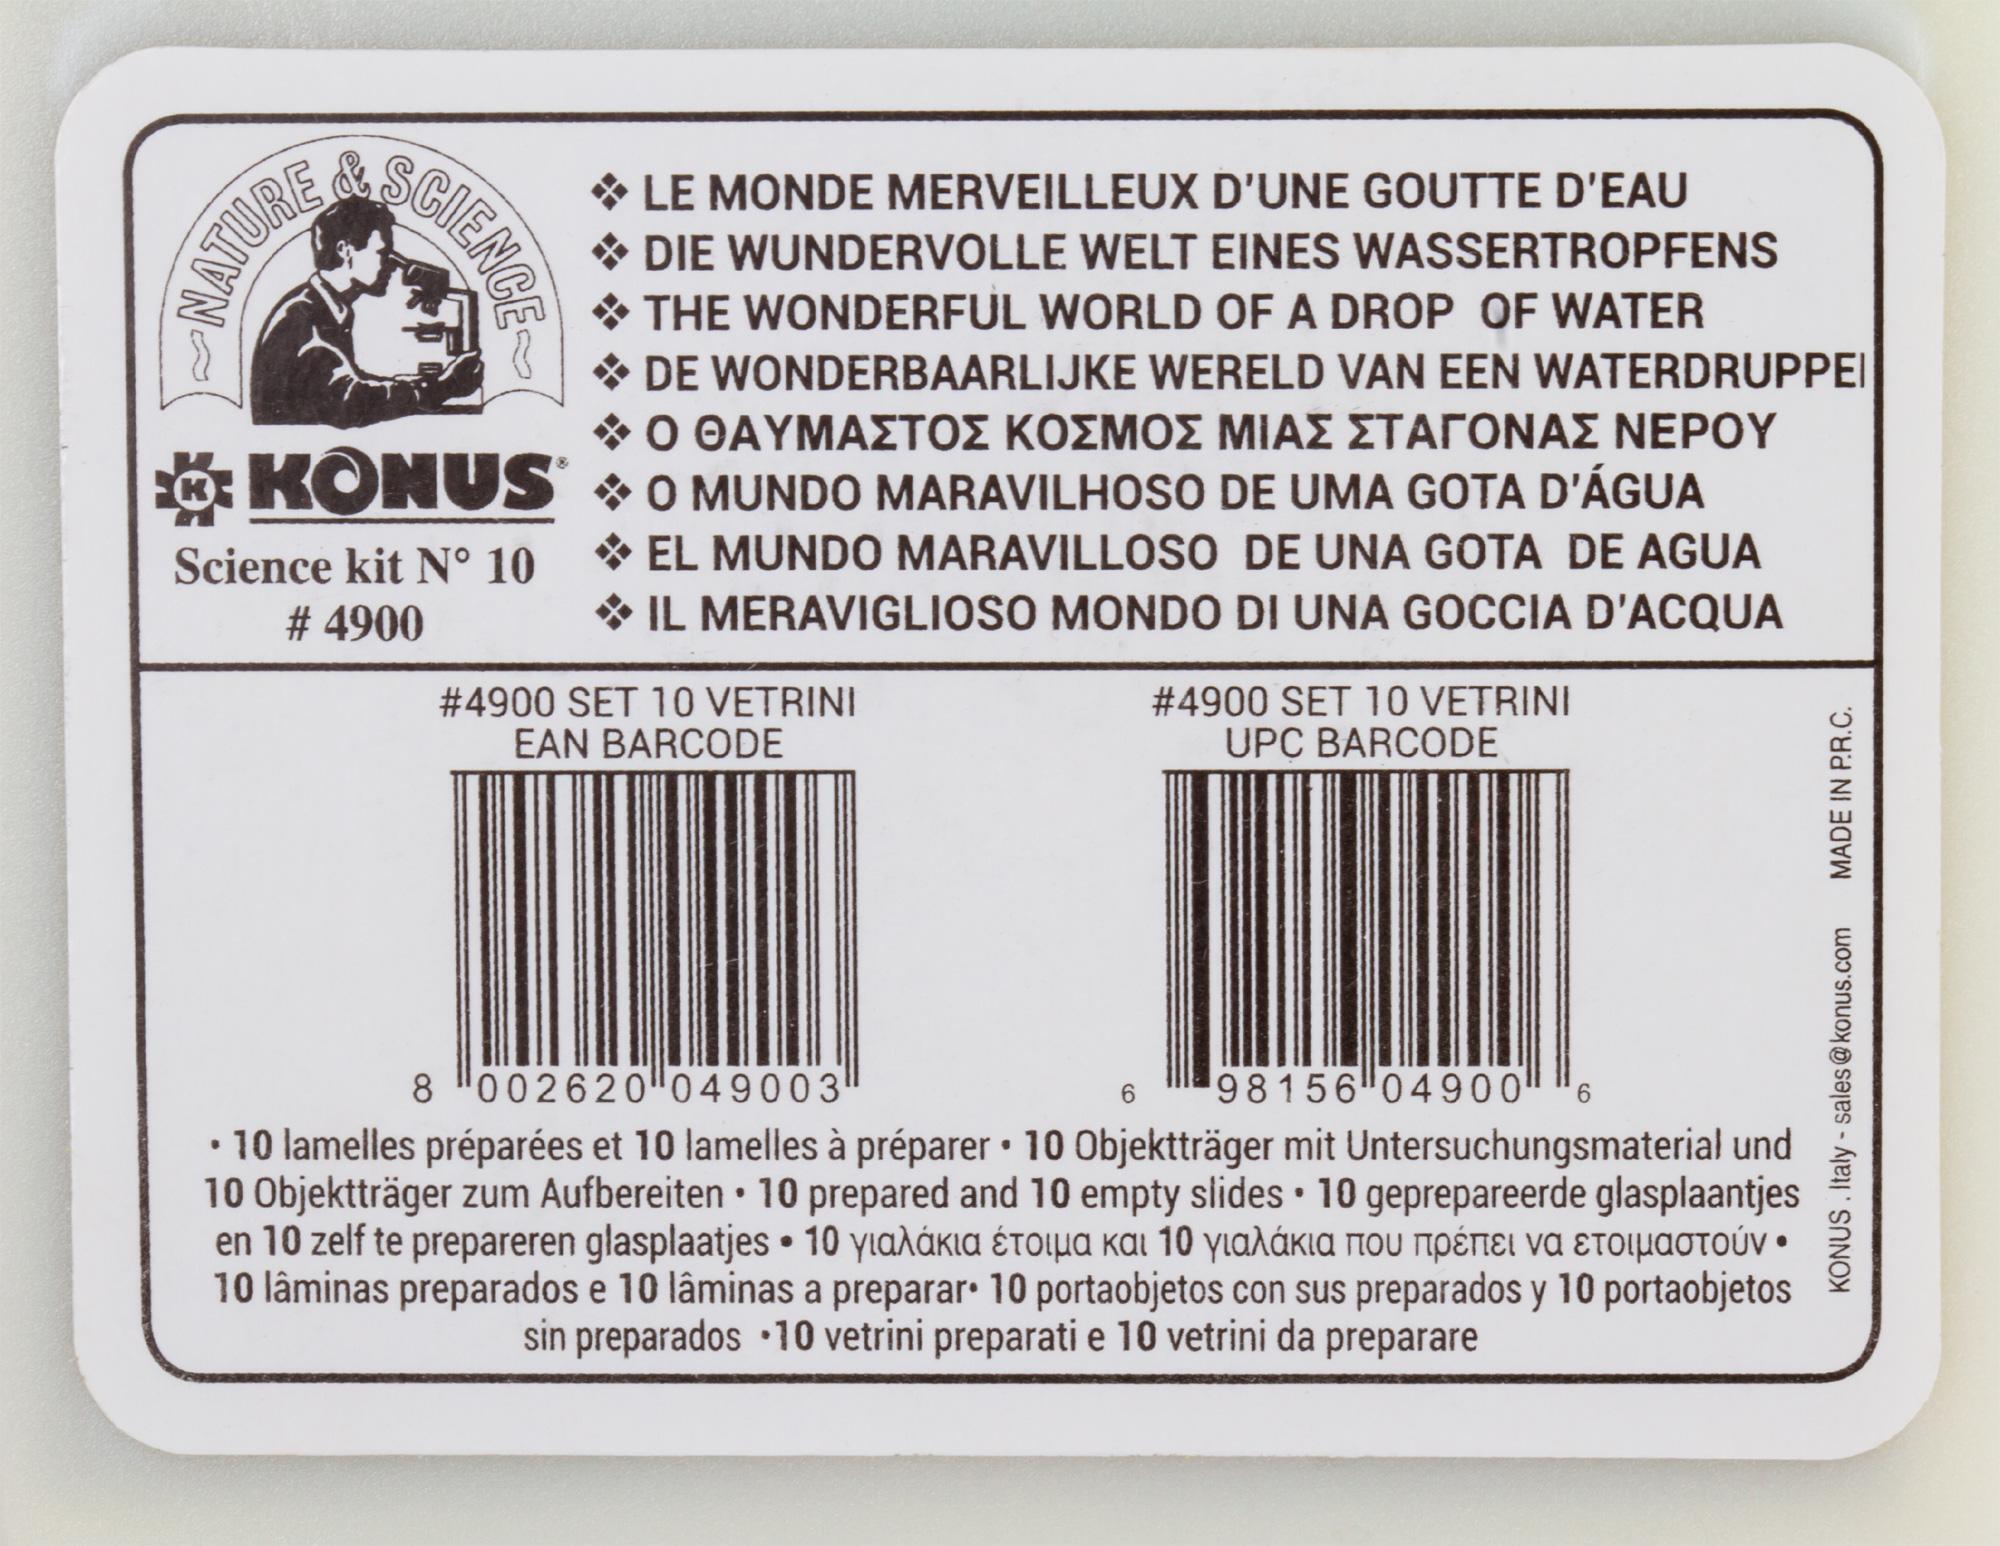 NATURE & SCIENCE
K KONUS®
Science kit N° 10
# 4900
❖ LE MONDE MERVEILLEUX D'UNE GOUTTE D'EAU
❖ DIE WUNDERVOLLE WELT EINES WASSERTROPFENS
❖ THE WONDERFUL WORLD OF A DROP OF WATER
❖ DE WONDERBAARLIJKE WERELD VAN EEN WATERDRUPPEl
❖ Ο ΘΑΥΜΑΣΤΟΣ ΚΟΣΜΟΣ ΜΙΑΣ ΣΤΑΓΟΝΑΣ ΝΕΡΟΥ
❖ O MUNDO MARAVILHOSO DE UMA GOTA D'ÁGUA
❖ EL MUNDO MARAVILLOSO DE UNA GOTA DE AGUA
❖ IL MERAVIGLIOSO MONDO DI UNA GOCCIA D'ACQUA
#4900 SET 10 VETRINI
EAN BARCODE
8 002620 049003
#4900 SET 10 VETRINI
UPC BARCODE
6 98156 04900 6
• 10 lamelles préparées et 10 lamelles à préparer • 10 Objektträger mit Untersuchungsmaterial und
10 Objektträger zum Aufbereiten • 10 prepared and 10 empty slides • 10 geprepareerde glasplaantjes
en 10 zelf te prepareren glasplaatjes • 10 γιαλάκια έτοιμα και 10 γιαλάκια που πρέπει να ετοιμαστούν •
10 lâminas preparados e 10 lâminas a preparar• 10 portaobjetos con sus preparados y 10 portaobjetos
sin preparados •10 vetrini preparati e 10 vetrini da preparare
KONUS . Italy - sales@konus.com MADE IN P.R.C.